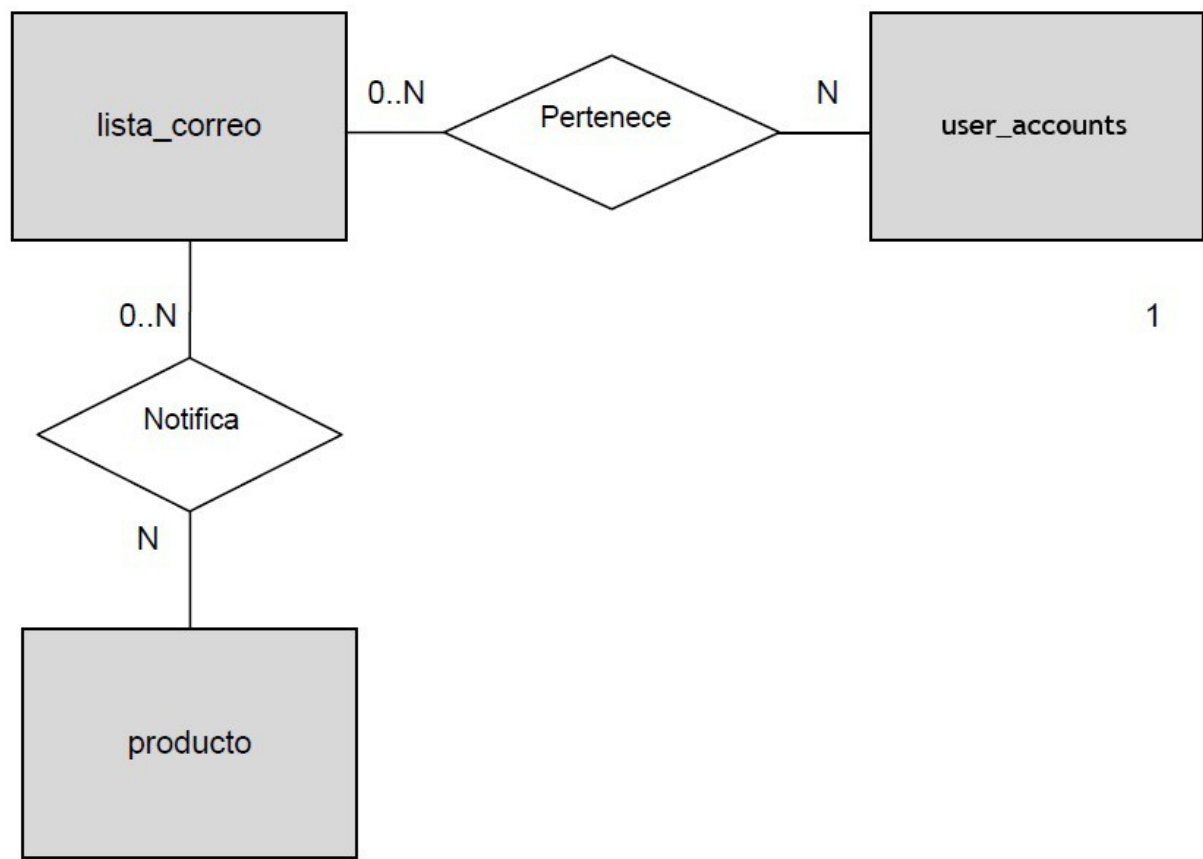 lista_correo
0..N
Pertenece
N
user_accounts
0..N
1
Notifica
N
producto